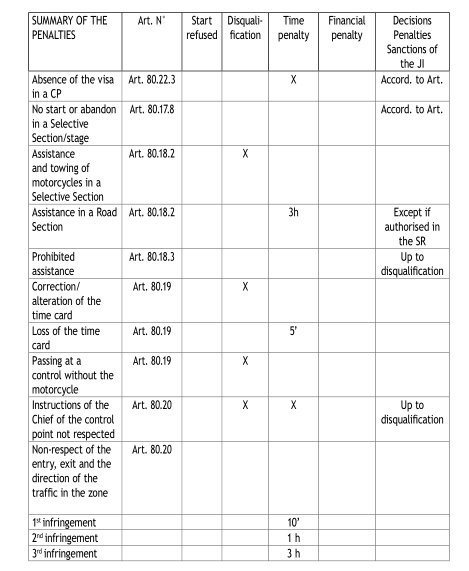 SUMMARY OF THE PENALTIES | Art. N° | Start refused | Disquali-fication | Time penalty | Financial penalty | Decisions Penalties Sanctions of the JI
Absence of the visa in a CP | Art. 80.22.3 | | | X | | Accord. to Art.
No start or abandon in a Selective Section/stage | Art. 80.17.8 | | | | | Accord. to Art.
Assistance and towing of motorcycles in a Selective Section | Art. 80.18.2 | | X | | |
Assistance in a Road Section | Art. 80.18.2 | | | 3h | | Except if authorised in the SR
Prohibited assistance | Art. 80.18.3 | | | | | Up to disqualification
Correction/ alteration of the time card | Art. 80.19 | | X | | |
Loss of the time card | Art. 80.19 | | | 5’ | |
Passing at a control without the motorcycle | Art. 80.19 | | X | | |
Instructions of the Chief of the control point not respected | Art. 80.20 | | X | X | | Up to disqualification
Non-respect of the entry, exit and the direction of the traffic in the zone | Art. 80.20 | | | | |
1st infringement | | | | 10’ | |
2nd infringement | | | | 1 h | |
3rd infringement | | | | 3 h | |